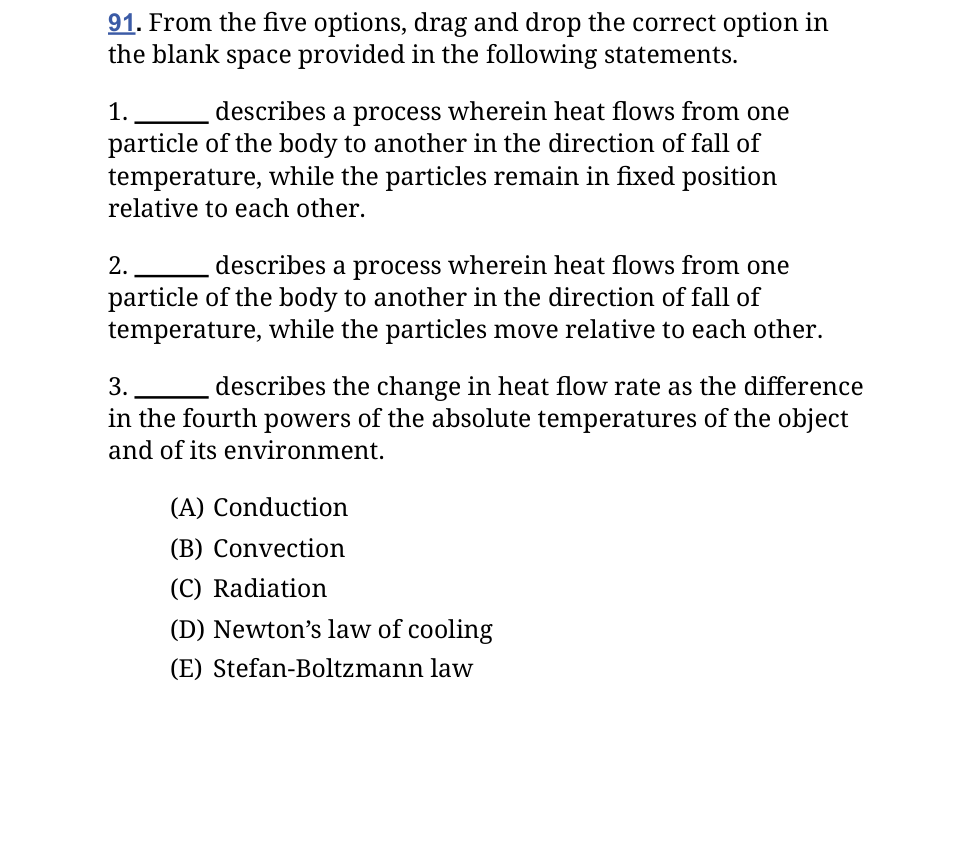 91. From the five options, drag and drop the correct option in
the blank space provided in the following statements.
1. ______ describes a process wherein heat flows from one
particle of the body to another in the direction of fall of
temperature, while the particles remain in fixed position
relative to each other.
2. ______ describes a process wherein heat flows from one
particle of the body to another in the direction of fall of
temperature, while the particles move relative to each other.
3. ______ describes the change in heat flow rate as the difference
in the fourth powers of the absolute temperatures of the object
and of its environment.
(A) Conduction
(B) Convection
(C) Radiation
(D) Newton’s law of cooling
(E) Stefan-Boltzmann law